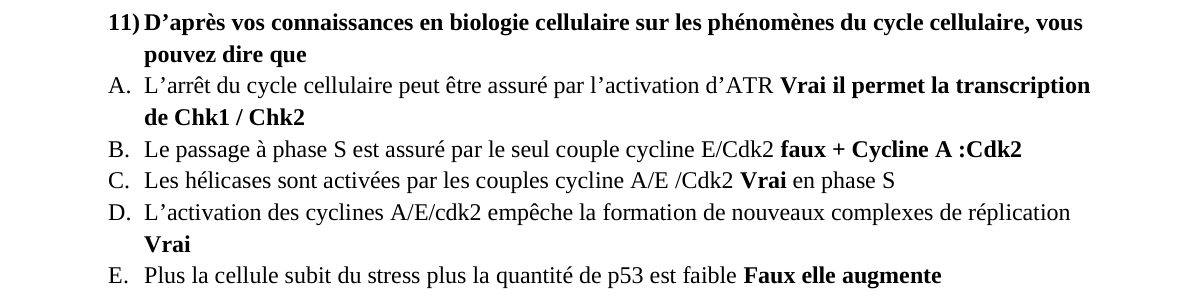 11) D’après vos connaissances en biologie cellulaire sur les phénomènes du cycle cellulaire, vous
pouvez dire que
A. L’arrêt du cycle cellulaire peut être assuré par l’activation d’ATR Vrai il permet la transcription
de Chk1 / Chk2
B. Le passage à phase S est assuré par le seul couple cycline E/Cdk2 faux + Cycline A :Cdk2
C. Les hélicases sont activées par les couples cycline A/E /Cdk2 Vrai en phase S
D. L’activation des cyclines A/E/cdk2 empêche la formation de nouveaux complexes de réplication
Vrai
E. Plus la cellule subit du stress plus la quantité de p53 est faible Faux elle augmente